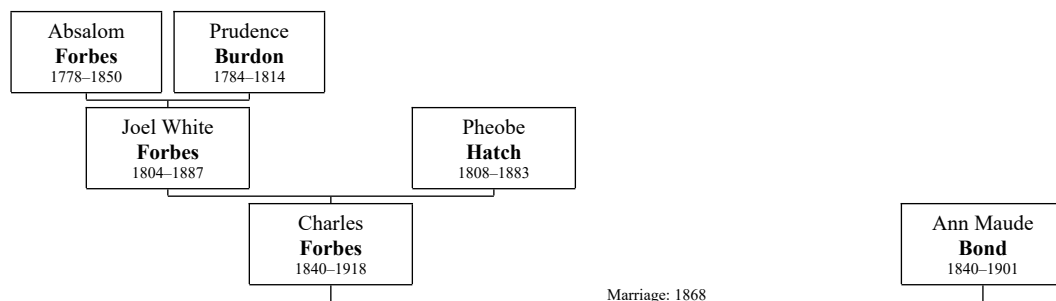 Absalom
Forbes
1778–1850
Prudence
Burdon
1784–1814
Joel White
Forbes
1804–1887
Pheobe
Hatch
1808–1883
Charles
Forbes
1840–1918
Ann Maude
Bond
1840–1901
Marriage: 1868